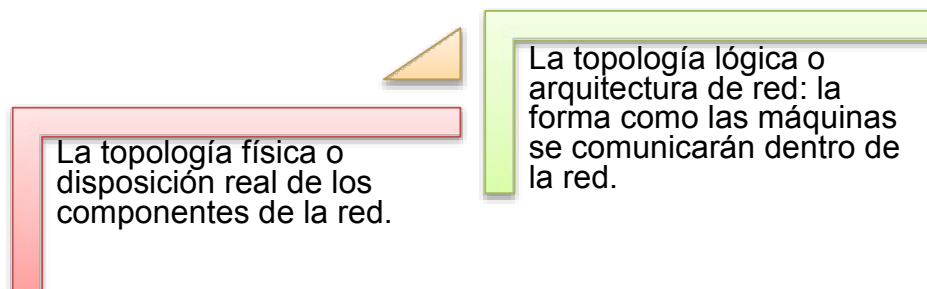 La topología física o
disposición real de los
componentes de la red.
La topología lógica o
arquitectura de red: la
forma como las máquinas
se comunicarán dentro de
la red.